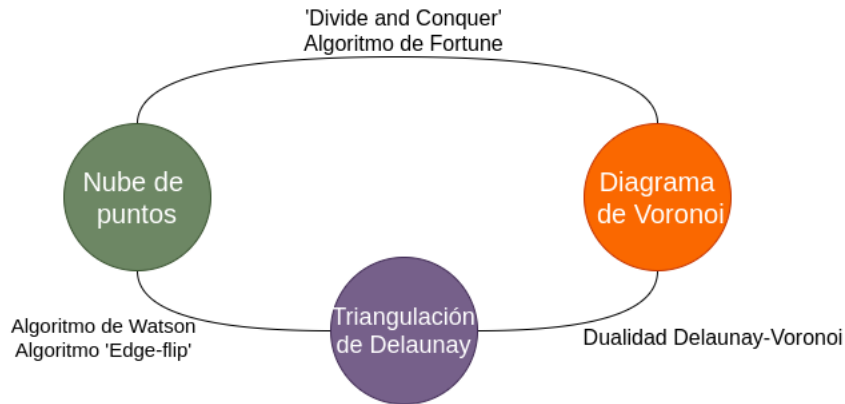 'Divide and Conquer'
Algoritmo de Fortune
Nube de
puntos
Diagrama
de Voronoi
Triangulación
de Delaunay
Algoritmo de Watson
Algoritmo 'Edge-flip'
Dualidad Delaunay-Voronoi